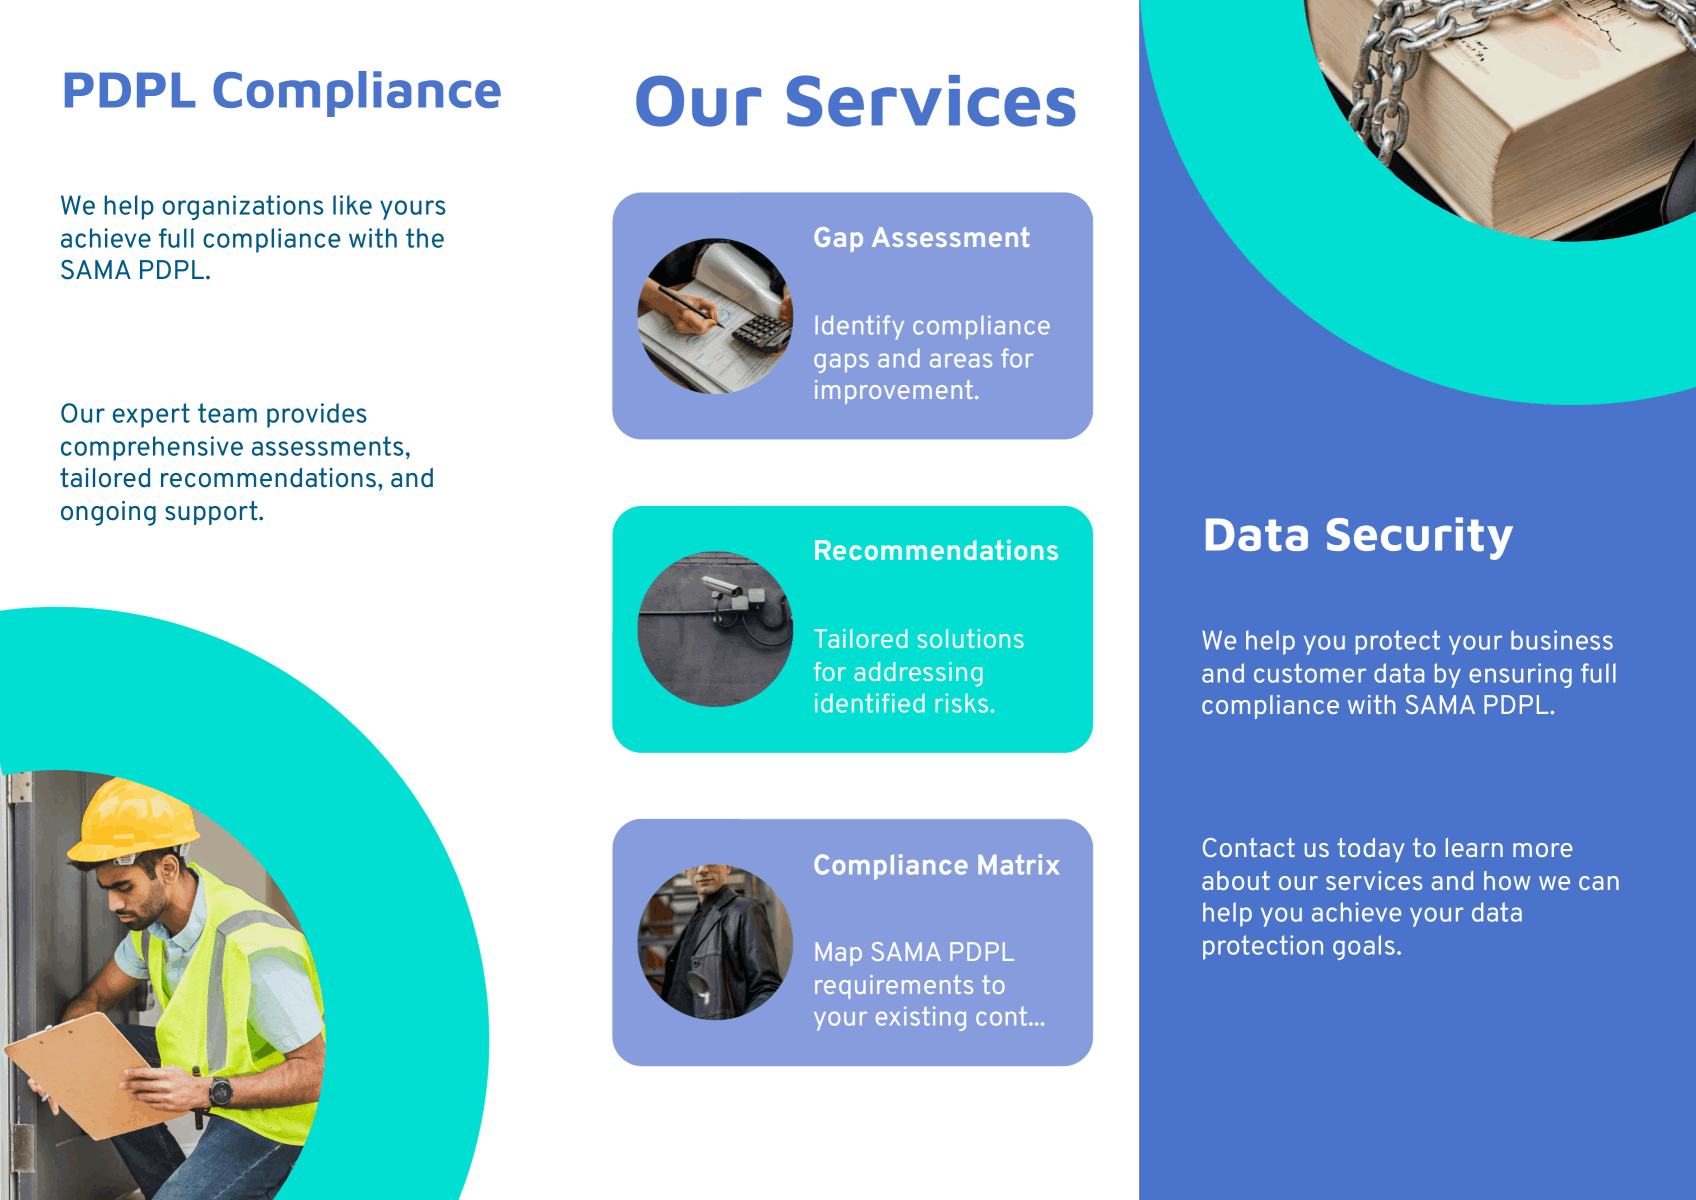 PDPL Compliance
We help organizations like yours
achieve full compliance with the
SAMA PDPL.
Our expert team provides
comprehensive assessments,
tailored recommendations, and
ongoing support.
Our Services
Gap Assessment
Identify compliance
gaps and areas for
improvement.
Recommendations
Tailored solutions
for addressing
identified risks.
Compliance Matrix
Map SAMA PDPL
requirements to
your existing cont...
Data Security
We help you protect your business
and customer data by ensuring full
compliance with SAMA PDPL.
Contact us today to learn more
about our services and how we can
help you achieve your data
protection goals.